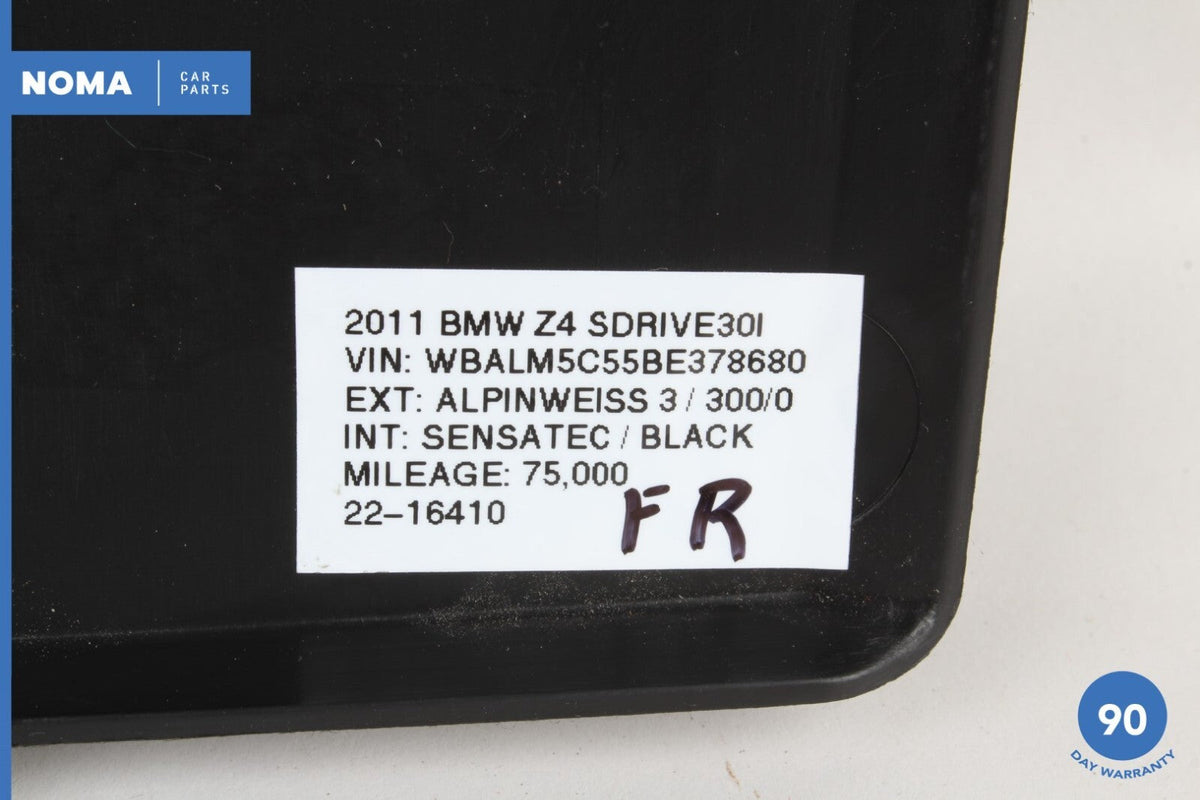 NOMA
CAR
PARTS
2011 BMW Z4 SDRIVE30I
VIN: WBALM5C55BE378680
EXT: ALPINWEISS 3 / 300/0
INT: SENSATEC / BLACK
MILEAGE: 75,000
22-16410
FR
90
DAY WARRANTY